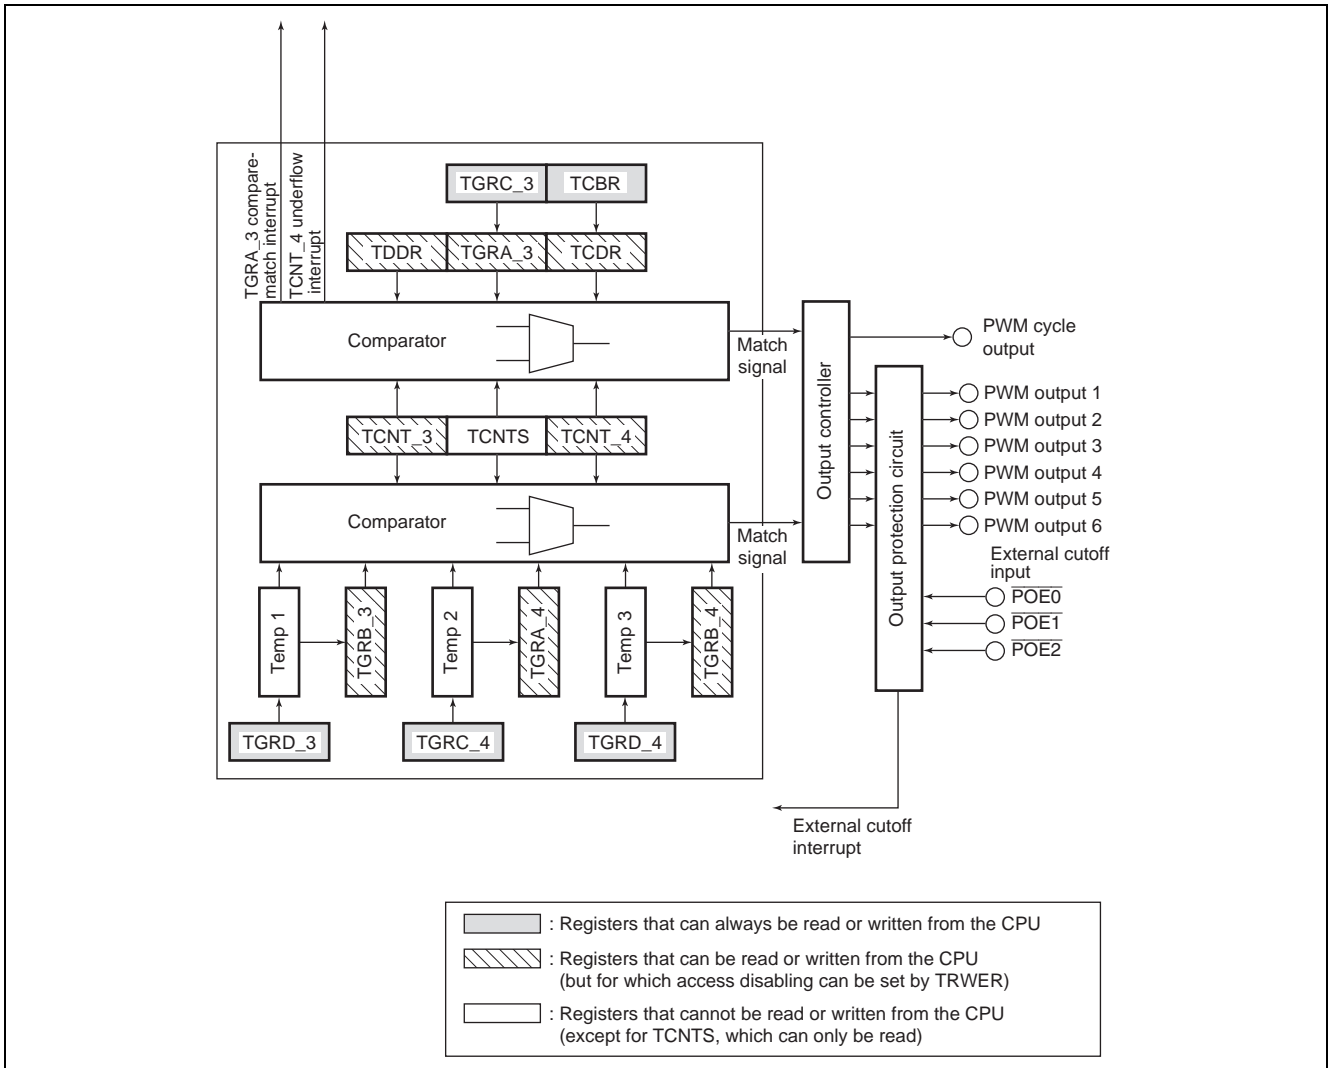 TGRA_3 compare-
match interrupt
TCNT_4 underflow
interrupt
TGRC_3
TCBR
TDDR
TGRA_3
TCDR
Comparator
Match
signal
TCNT_3
TCNTS
TCNT_4
Comparator
Match
signal
Temp 1
TGRB_3
Temp 2
TGRA_4
Temp 3
TGRB_4
TGRD_3
TGRC_4
TGRD_4
Output controller
Output protection circuit
PWM cycle
output
PWM output 1
PWM output 2
PWM output 3
PWM output 4
PWM output 5
PWM output 6
External cutoff
input
POE0
POE1
POE2
External cutoff
interrupt
: Registers that can always be read or written from the CPU
: Registers that can be read or written from the CPU
(but for which access disabling can be set by TRWER)
: Registers that cannot be read or written from the CPU
(except for TCNTS, which can only be read)